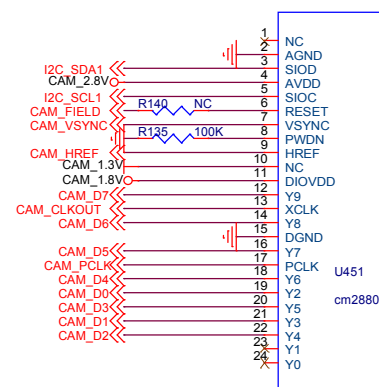 1 NC
2 AGND
I2C_SDA1 3 SIOD
CAM_2.8V 4 AVDD
I2C_SCL1 5 SIOC
CAM_FIELD R140 NC 6 RESET
CAM_VSYNC 7 VSYNC
R135 100K 8 PWDN
CAM_HREF 9 HREF
CAM_1.3V 10 NC
CAM_1.8V 11 DIOVDD
CAM_D7 12 Y9
CAM_CLKOUT 13 XCLK
CAM_D6 14 Y8
15 DGND
CAM_D5 16 Y7
CAM_PCLK 17 PCLK
CAM_D4 18 Y6
CAM_D0 19 Y2
CAM_D3 20 Y5
CAM_D1 21 Y3
CAM_D2 22 Y4
23 Y1
24 Y0
U451
cm2880